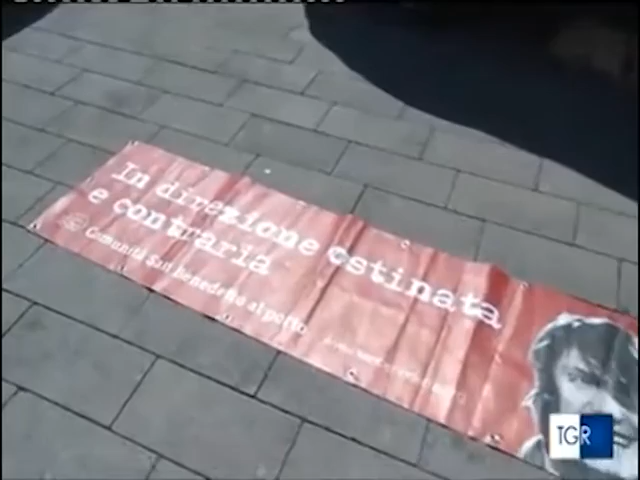 In direzione ostinata
e contraria
Comunità San Benedetto al porto
TGR